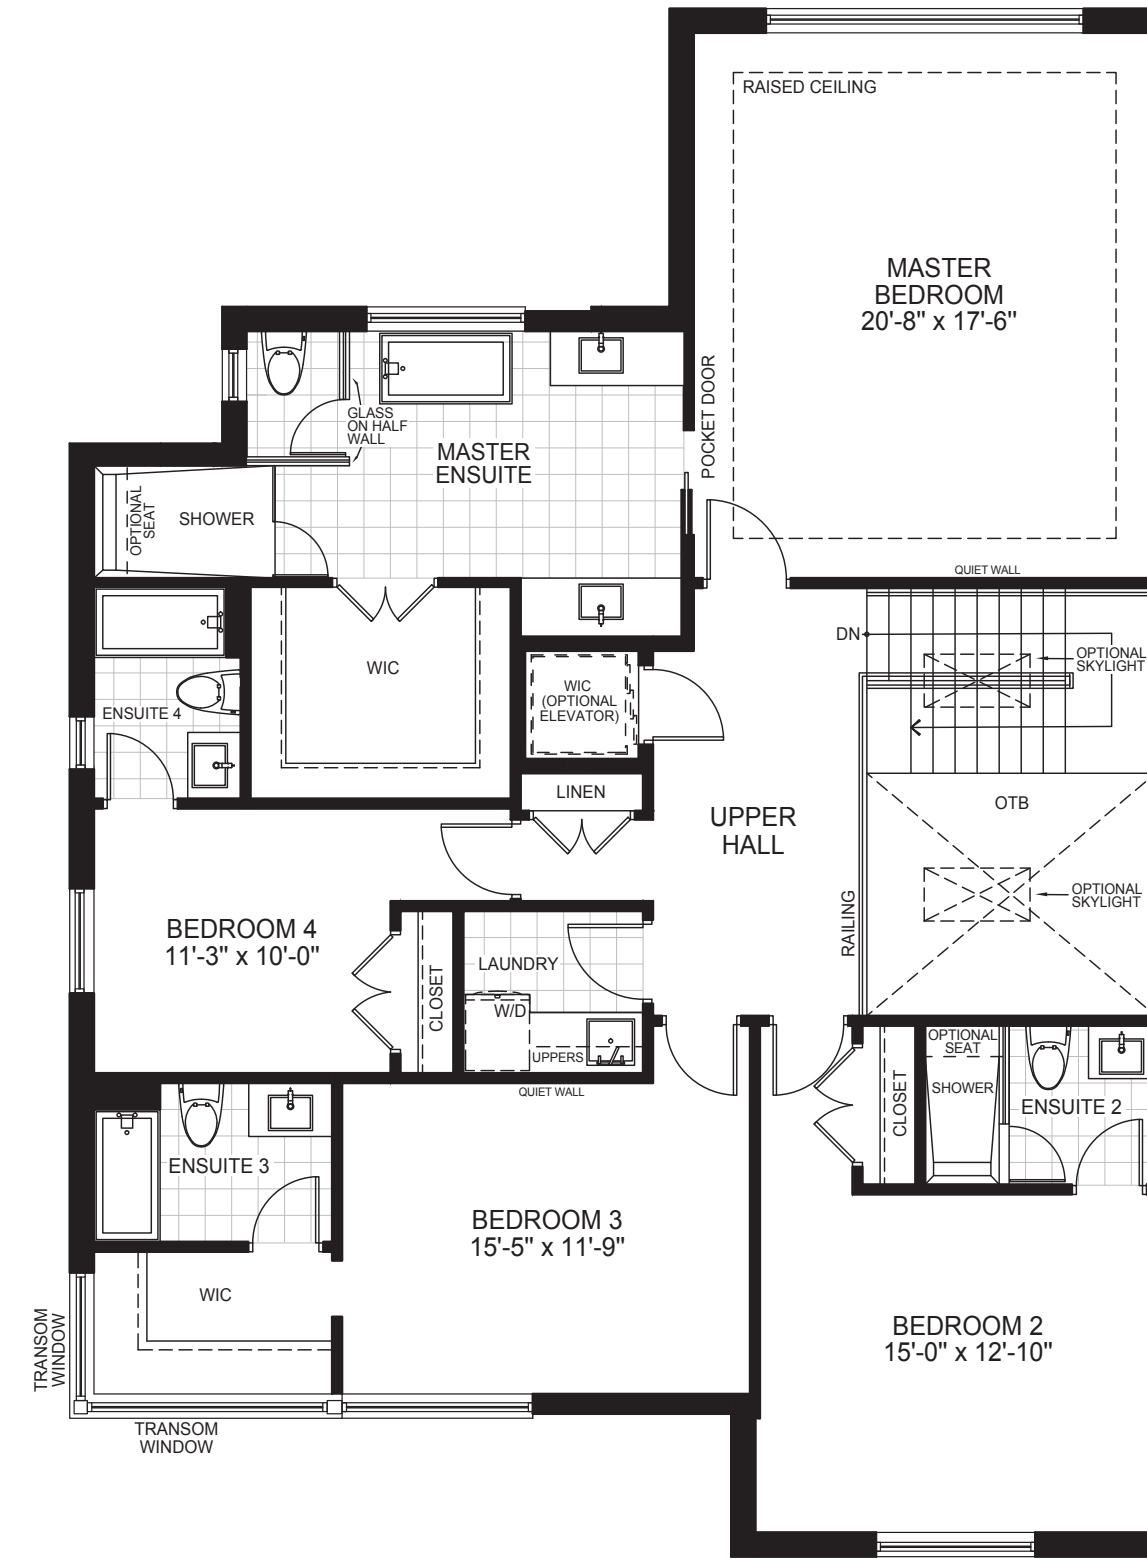 RAISED CEILING
MASTER
BEDROOM
20'-8" x 17'-6"
POCKET DOOR
GLASS
ON HALF
WALL
MASTER
ENSUITE
OPTIONAL
SEAT
SHOWER
QUIET WALL
DN
OPTIONAL
SKYLIGHT
WIC
WIC
(OPTIONAL
ELEVATOR)
ENSUITE 4
LINEN
UPPER
HALL
OTB
OPTIONAL
SKYLIGHT
RAILING
BEDROOM 4
11'-3" x 10'-0"
CLOSET
LAUNDRY
W/D
UPPERS
QUIET WALL
OPTIONAL
SEAT
SHOWER
CLOSET
ENSUITE 2
ENSUITE 3
BEDROOM 3
15'-5" x 11'-9"
WIC
BEDROOM 2
15'-0" x 12'-10"
TRANSOM
WINDOW
TRANSOM
WINDOW